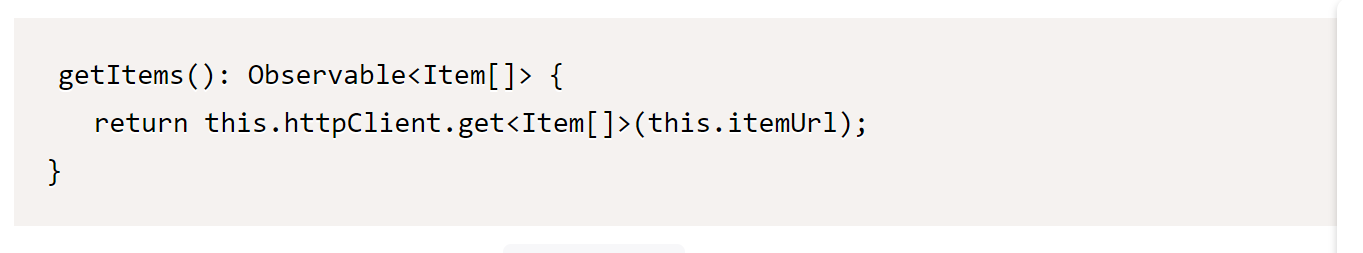 getItems(): Observable<Item[]> {
return this.httpClient.get<Item[]>(this.itemUrl);
}